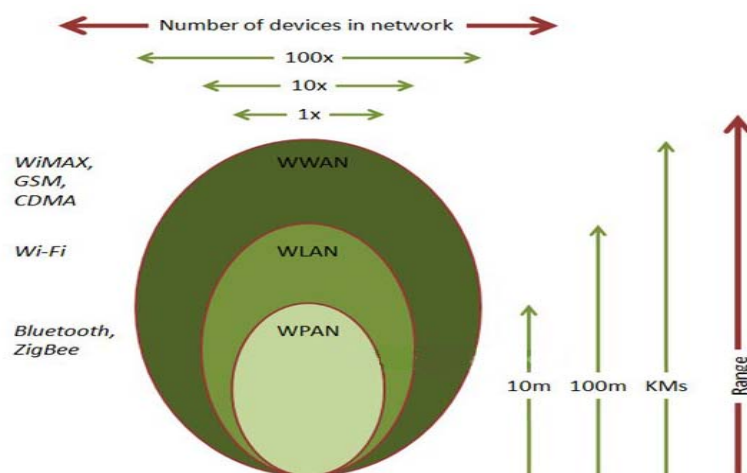 Number of devices in network
100x
10x
1x
WiMAX,
GSM,
CDMA
WWAN
Wi-Fi
WLAN
Bluetooth,
ZigBee
WPAN
10m
100m
KMs
Range